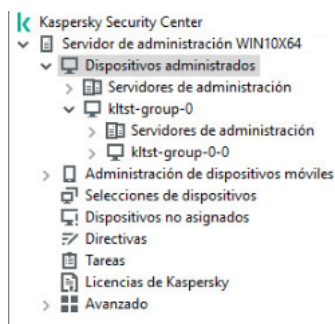 Kaspersky Security Center
Servidor de administración WIN10X64
Dispositivos administrados
Servidores de administración
kltst-group-0
Servidores de administración
kltst-group-0-0
Administración de dispositivos móviles
Selecciones de dispositivos
Dispositivos no asignados
Directivas
Tareas
Licencias de Kaspersky
Avanzado